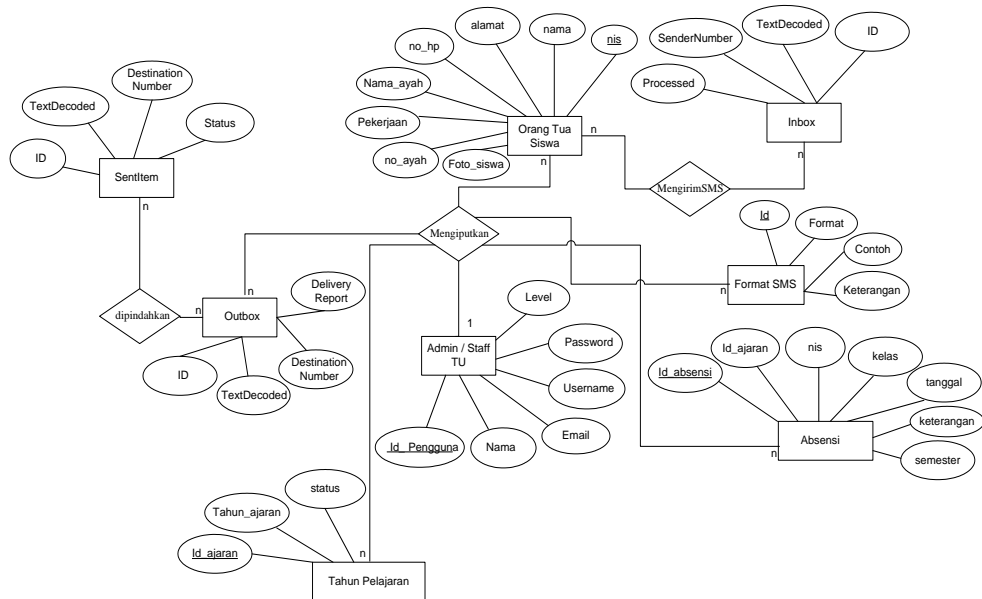 alamat
nama
nis
no_hp
Nama_ayah
Pekerjaan
no_ayah
Foto_siswa
Orang Tua
Siswa
n
n
SenderNumber
TextDecoded
ID
Processed
Inbox
n
MengirimSMS
Destination
Number
TextDecoded
Status
ID
SentItem
n
Mengiputkan
Id
Format
Contoh
Keterangan
Format SMS
n
dipindahkan
n
n
Outbox
Delivery
Report
Destination
Number
ID
TextDecoded
1
Admin / Staff
TU
Level
Password
Username
Email
Nama
Id_ Pengguna
Id_absensi
Id_ajaran
nis
kelas
tanggal
keterangan
semester
Absensi
n
status
Tahun_ajaran
Id_ajaran
n
Tahun Pelajaran